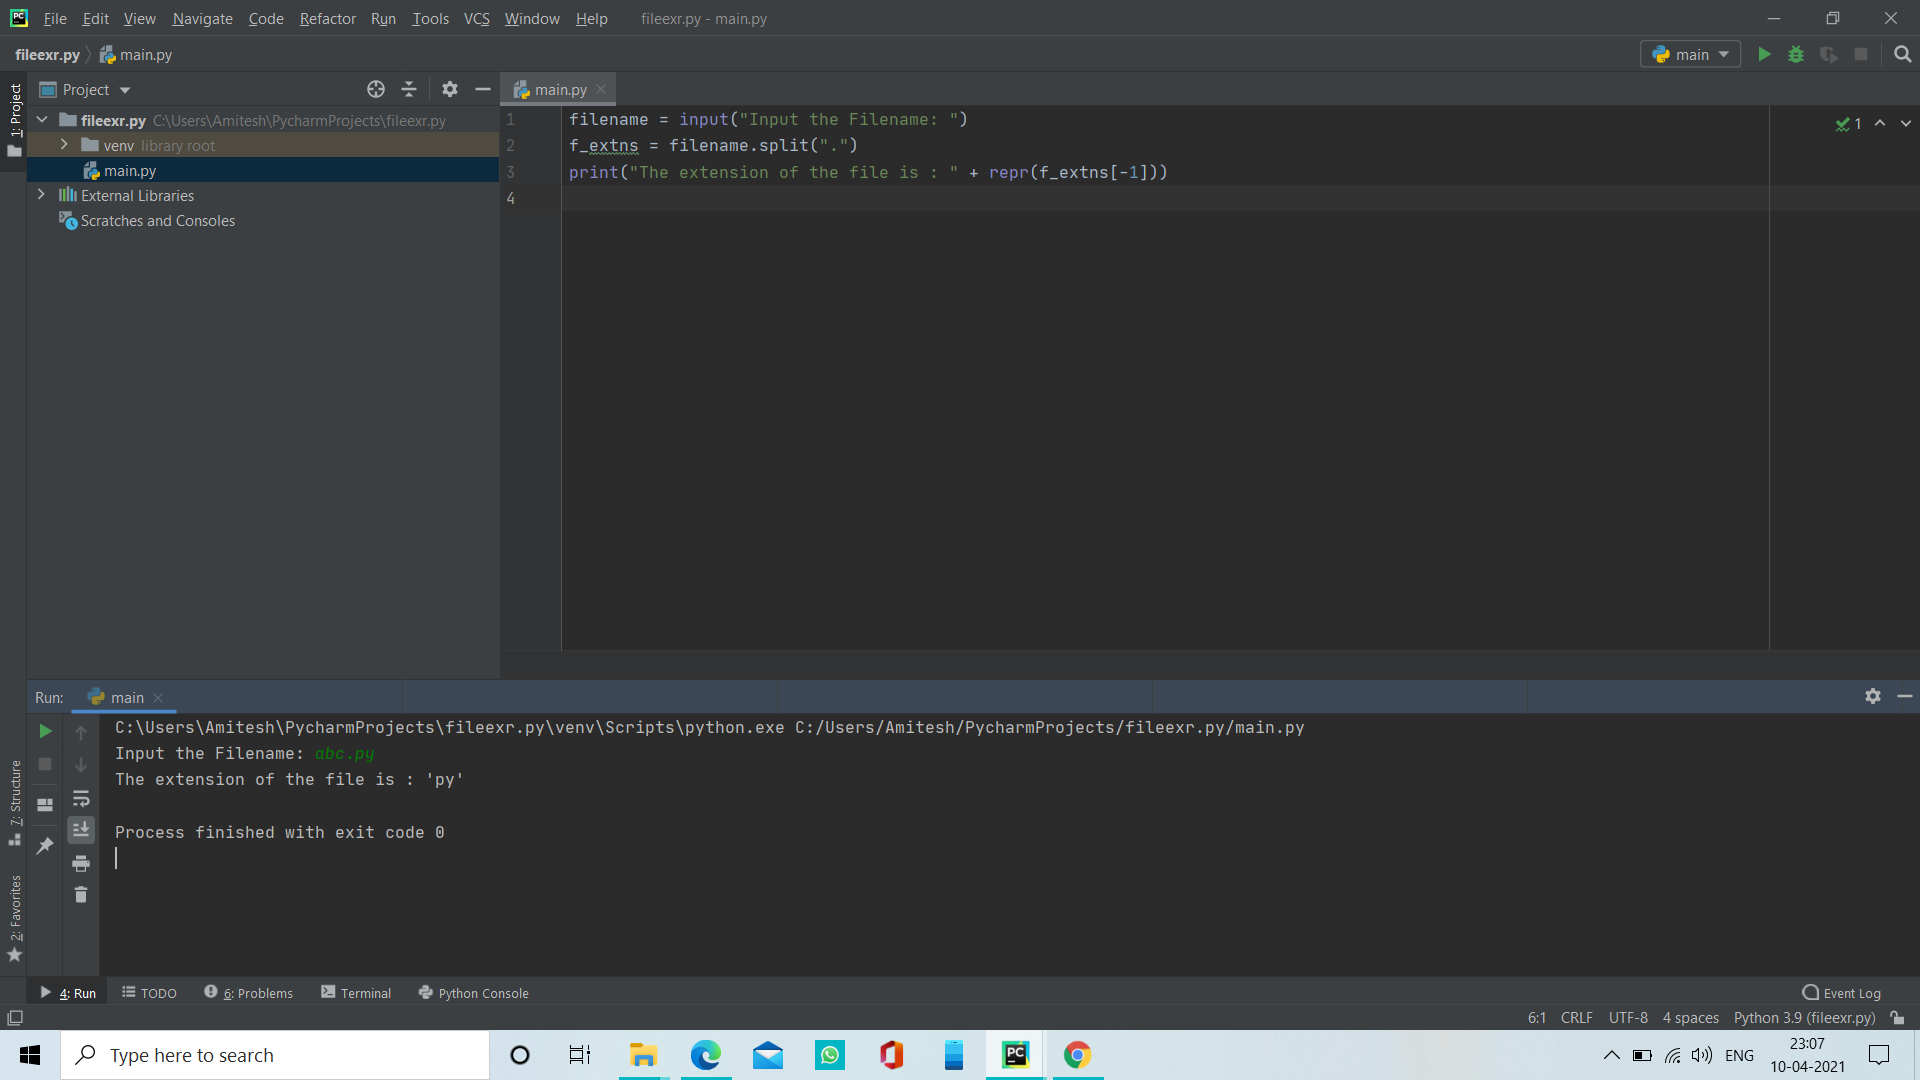 File Edit View Navigate Code Refactor Run Tools VCS Window Help fileexr.py - main.py
fileexr.py main.py
main
1: Project
Project
fileexr.py C:\Users\Amitesh\PycharmProjects\fileexr.py
venv library root
main.py
External Libraries
Scratches and Consoles
main.py
1 filename = input("Input the Filename: ")
2 f_extns = filename.split(".")
3 print("The extension of the file is : " + repr(f_extns[-1]))
4
1
Run: main
C:\Users\Amitesh\PycharmProjects\fileexr.py\venv\Scripts\python.exe C:/Users/Amitesh/PycharmProjects/fileexr.py/main.py
Input the Filename: abc.py
The extension of the file is : 'py'
Process finished with exit code 0
7: Structure
2: Favorites
4: Run TODO 6: Problems Terminal Python Console Event Log
6:1 CRLF UTF-8 4 spaces Python 3.9 (fileexr.py)
Type here to search
PC
ENG
23:07
10-04-2021